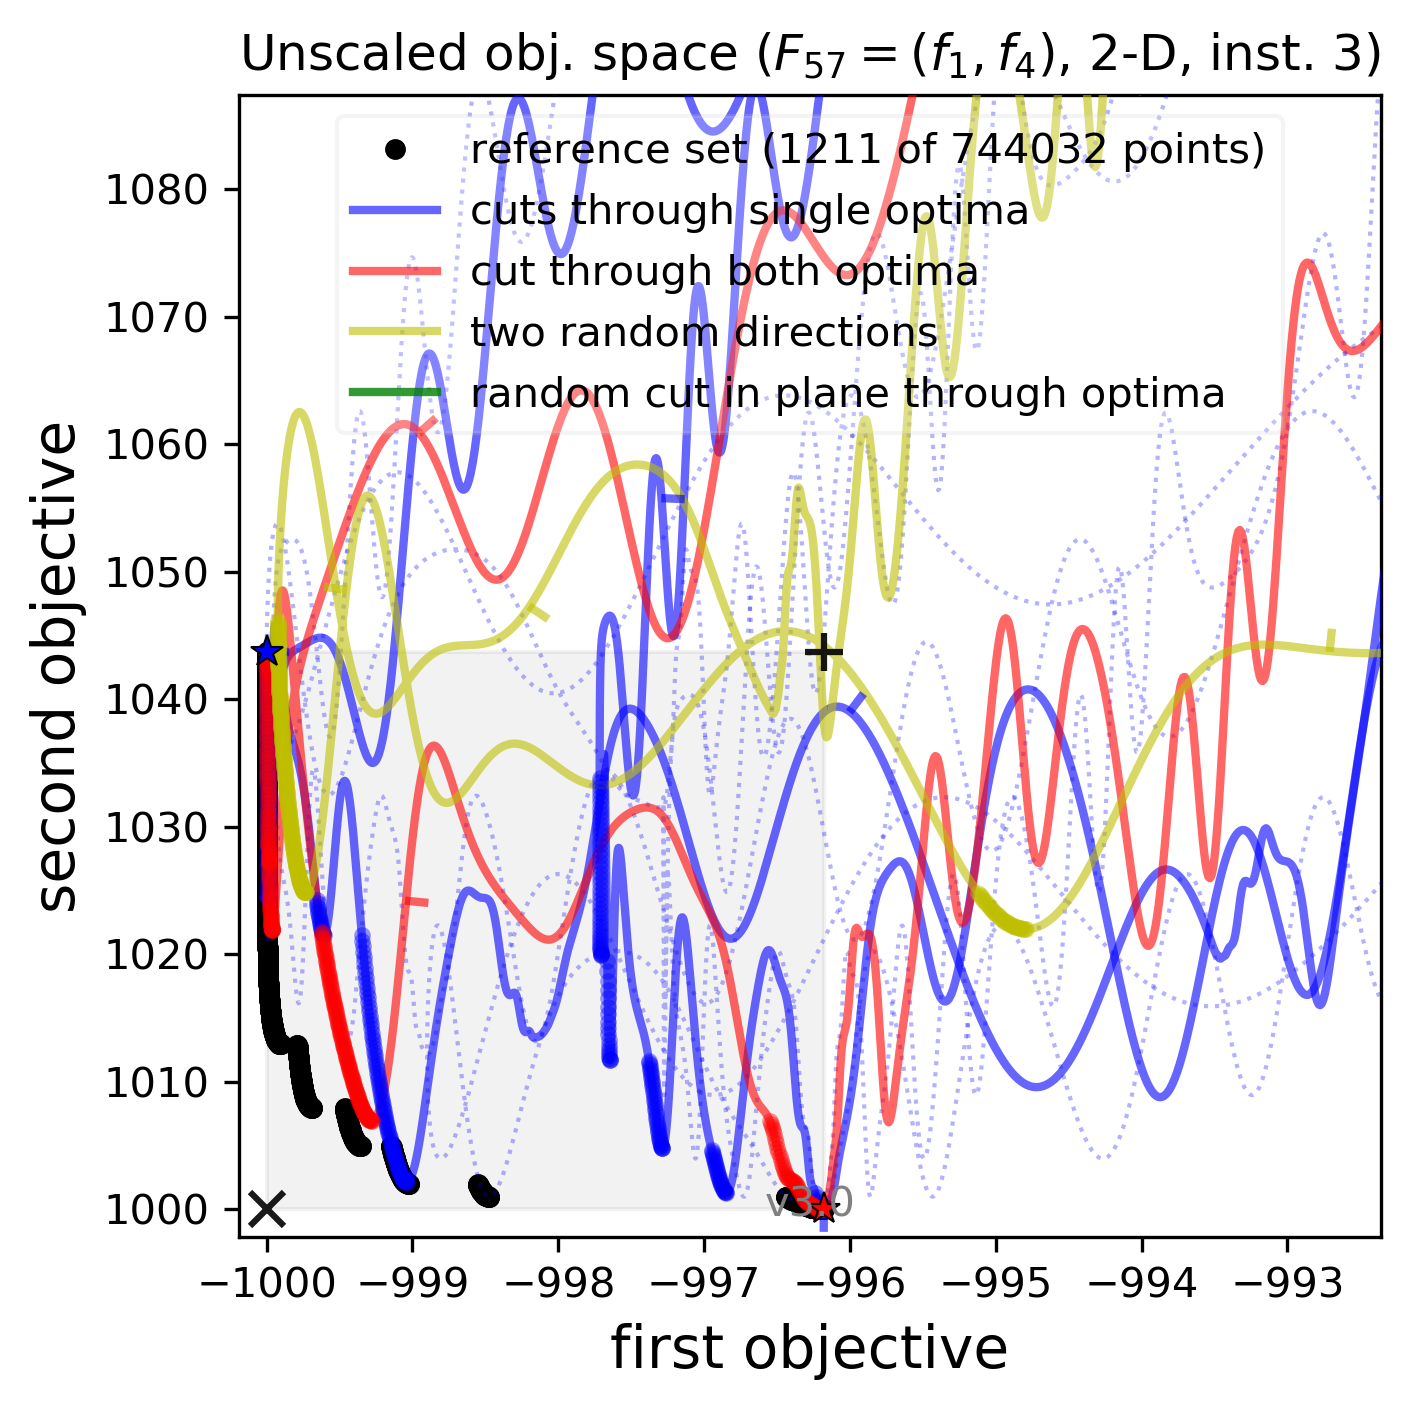 Unscaled obj. space (F₅₇ = (f₁, f₄), 2-D, inst. 3)
reference set (1211 of 744032 points)
cuts through single optima
cut through both optima
two random directions
random cut in plane through optima
second objective
1080
1070
1060
1050
1040
1030
1020
1010
1000
v3.0
−1000 −999 −998 −997 −996 −995 −994 −993
first objective